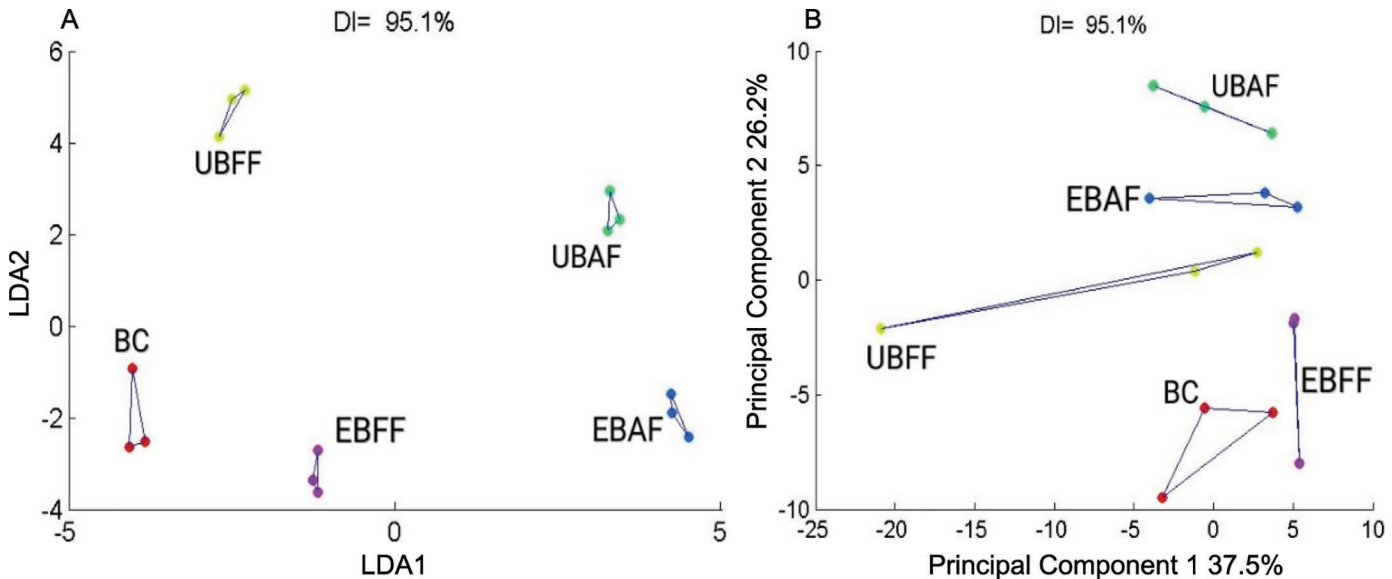 A
DI= 95.1%
6
4
2
0
-2
-4
LDA2
UBFF
UBAF
BC
EBFF
EBAF
-5
0
5
LDA1
B
DI= 95.1%
10
5
0
-5
-10
Principal Component 2 26.2%
UBAF
EBAF
UBFF
BC
EBFF
-25
-20
-15
-10
-5
0
5
10
Principal Component 1 37.5%